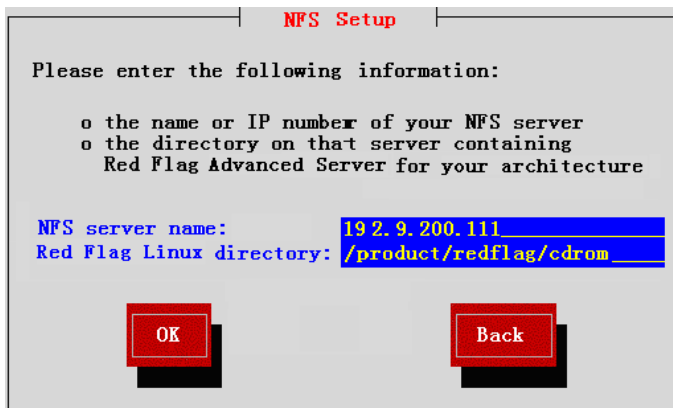 NFS Setup
Please enter the following information:
o the name or IP number of your NFS server
o the directory on that server containing
Red Flag Advanced Server for your architecture
NFS server name: 192.9.200.111
Red Flag Linux directory: /product/redflag/cdrom
OK Back